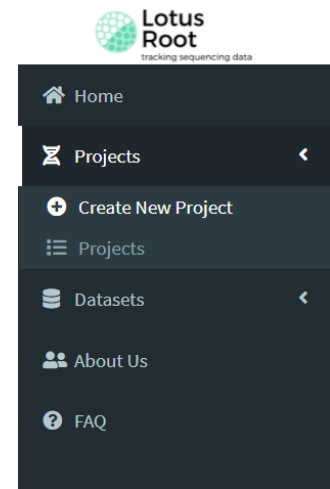 Lotus
Root
tracking sequencing data
Home
Projects
Create New Project
Projects
Datasets
About Us
FAQ